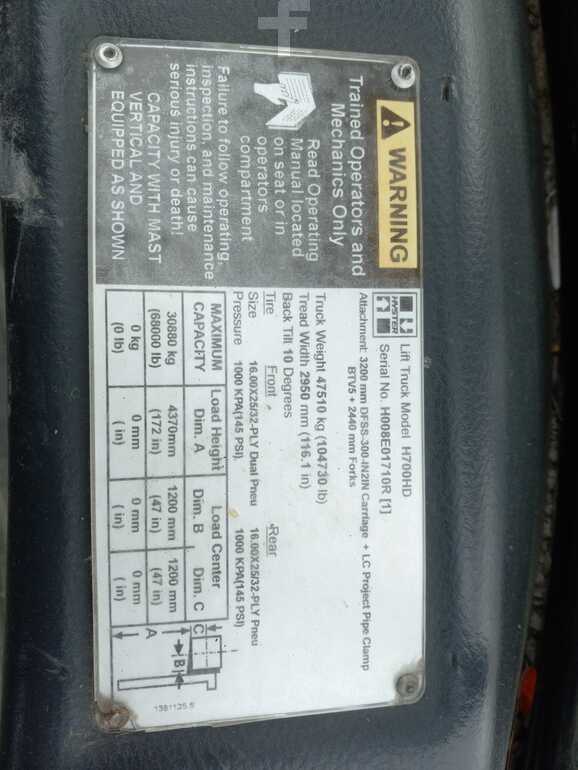 WARNING
Trained Operators and
Mechanics Only
Read Operating
Manual located
on seat or in
operators
compartment
Failure to follow operating,
inspection, and maintenance
instructions can cause
serious injury or death!
CAPACITY WITH MAST
VERTICAL AND
EQUIPPED AS SHOWN
HYSTER
Lift Truck Model H700HD
Serial No. H008E01710R [1]
Attachment: 3200 mm DFSS-300-IN2IN Carriage + LC Project Pipe Clamp
BTV5 + 2440 mm Forks
Truck Weight 47510 kg (104730 lb)
Tread Width 2950 mm (116.1 in)
Back Tilt 10 Degrees
Tire Front Rear
Size 16.00X25/32-PLY Dual Pneu 16.00X25/32-PLY Pneu
Pressure 1000 KPA(145 PSI) 1000 KPA(145 PSI)
MAXIMUM Load Height Load Center
CAPACITY Dim. A Dim. B Dim. C
30880 kg 4370mm 1200 mm 1200 mm
(68000 lb) (172 in) (47 in) (47 in)
0 kg 0 mm 0 mm 0 mm
(0 lb) ( in) ( in) ( in)
C
B
A